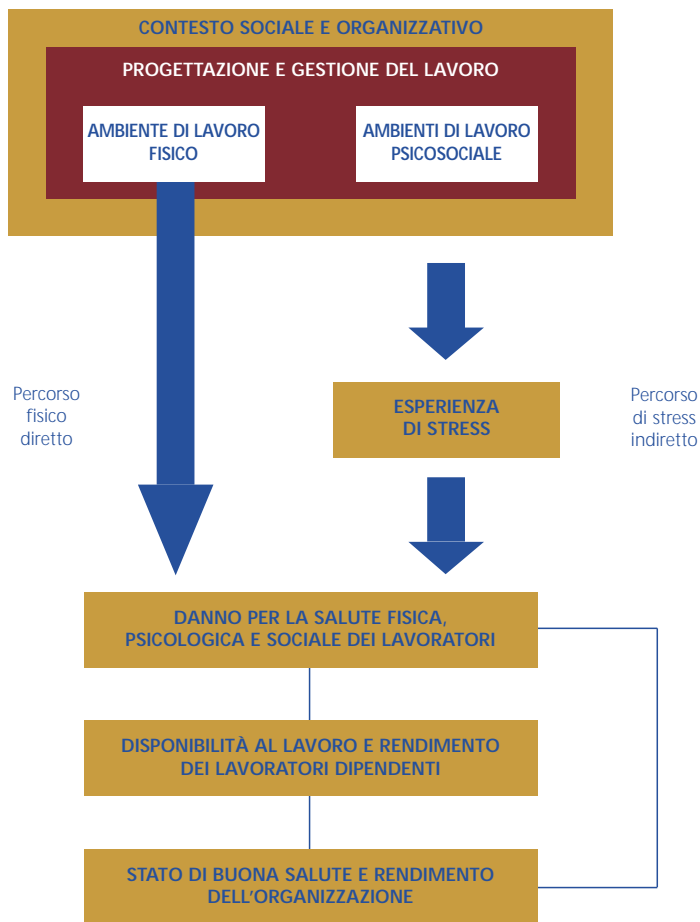 CONTESTO SOCIALE E ORGANIZZATIVO
PROGETTAZIONE E GESTIONE DEL LAVORO
AMBIENTE DI LAVORO
FISICO
AMBIENTI DI LAVORO
PSICOSOCIALE
Percorso
fisico
diretto
ESPERIENZA
DI STRESS
Percorso
di stress
indiretto
DANNO PER LA SALUTE FISICA,
PSICOLOGICA E SOCIALE DEI LAVORATORI
DISPONIBILITÀ AL LAVORO E RENDIMENTO
DEI LAVORATORI DIPENDENTI
STATO DI BUONA SALUTE E RENDIMENTO
DELL'ORGANIZZAZIONE